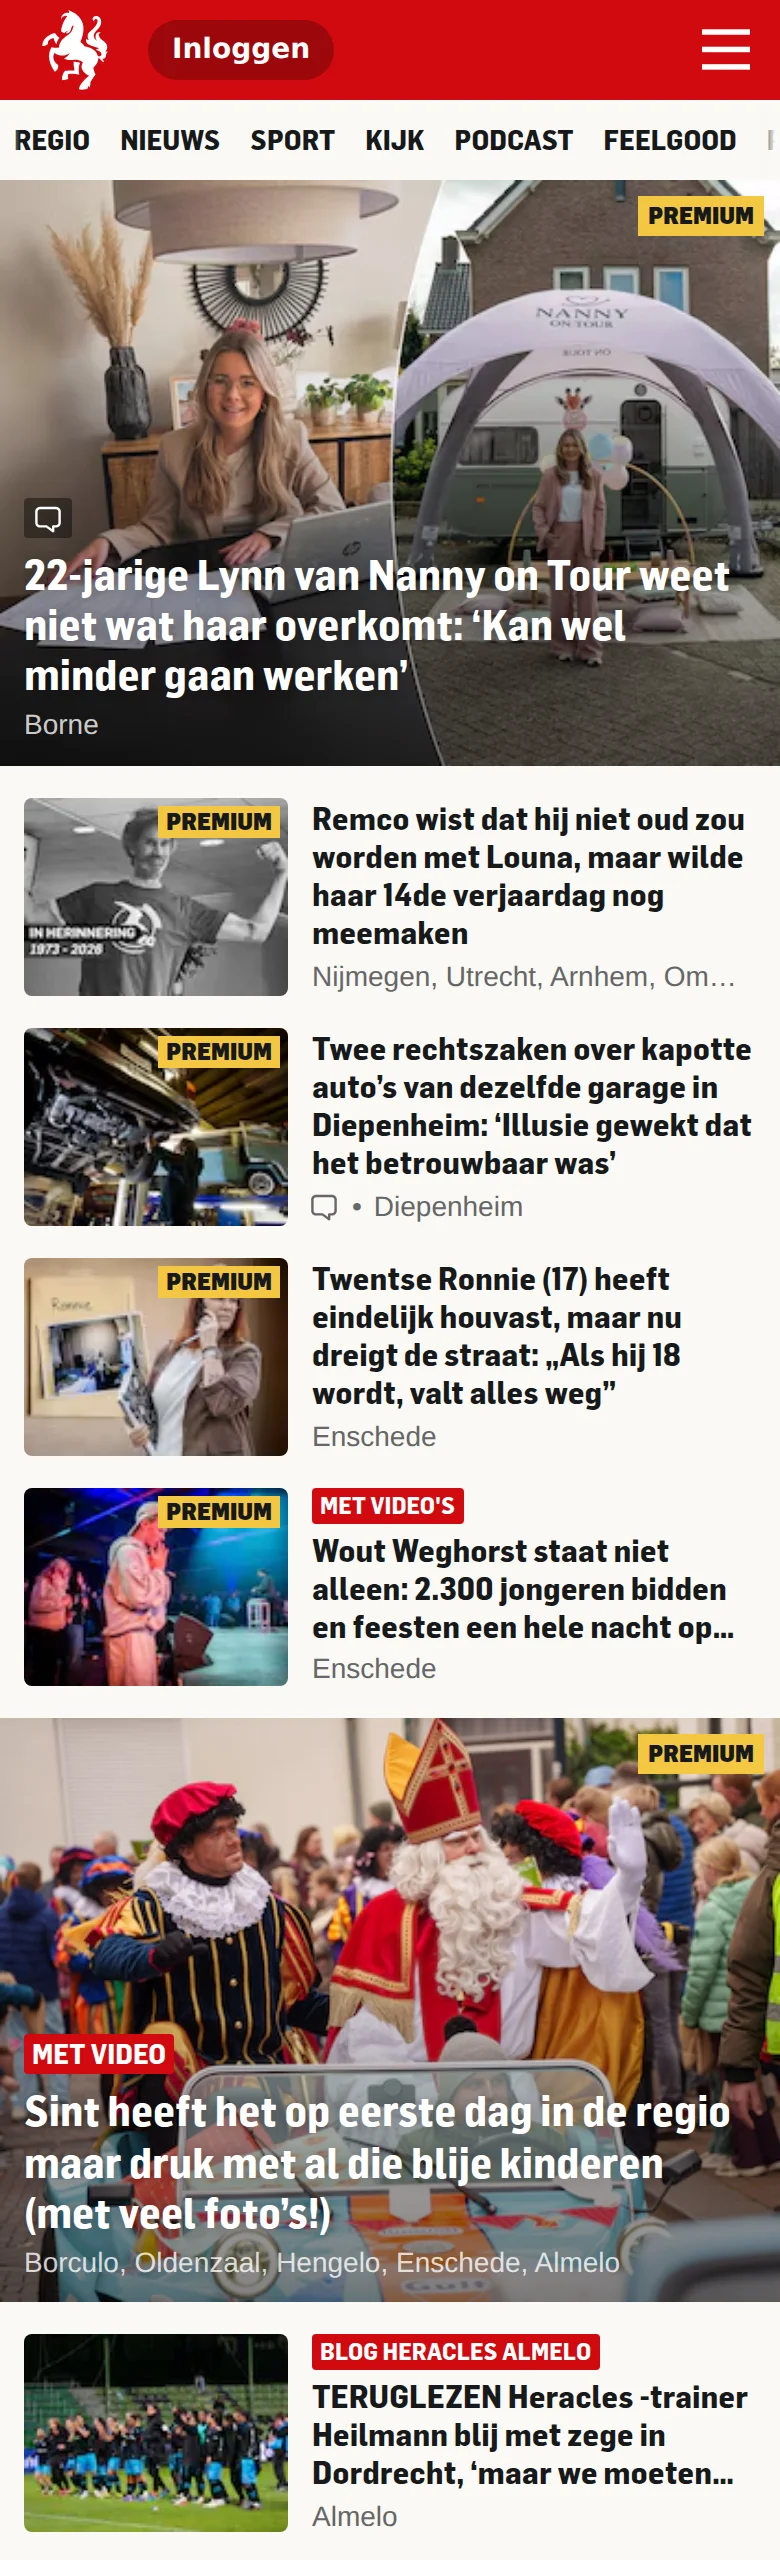 Inloggen
REGIO NIEUWS SPORT KIJK PODCAST FEELGOOD
PREMIUM
NANNY
ON TOUR
22-jarige Lynn van Nanny on Tour weet
niet wat haar overkomt: ‘Kan wel
minder gaan werken’
Borne
PREMIUM
IN HERINNERING
1973 - 2026
Remco wist dat hij niet oud zou
worden met Louna, maar wilde
haar 14de verjaardag nog
meemaken
Nijmegen, Utrecht, Arnhem, Om…
PREMIUM
Twee rechtszaken over kapotte
auto’s van dezelfde garage in
Diepenheim: ‘Illusie gewekt dat
het betrouwbaar was’
• Diepenheim
PREMIUM
Ronnie
Twentse Ronnie (17) heeft
eindelijk houvast, maar nu
dreigt de straat: „Als hij 18
wordt, valt alles weg”
Enschede
PREMIUM
MET VIDEO'S
Wout Weghorst staat niet
alleen: 2.300 jongeren bidden
en feesten een hele nacht op…
Enschede
PREMIUM
MET VIDEO
Sint heeft het op eerste dag in de regio
maar druk met al die blije kinderen
(met veel foto’s!)
Borculo, Oldenzaal, Hengelo, Enschede, Almelo
Gulf
BLOG HERACLES ALMELO
TERUGLEZEN Heracles -trainer
Heilmann blij met zege in
Dordrecht, ‘maar we moeten…
Almelo